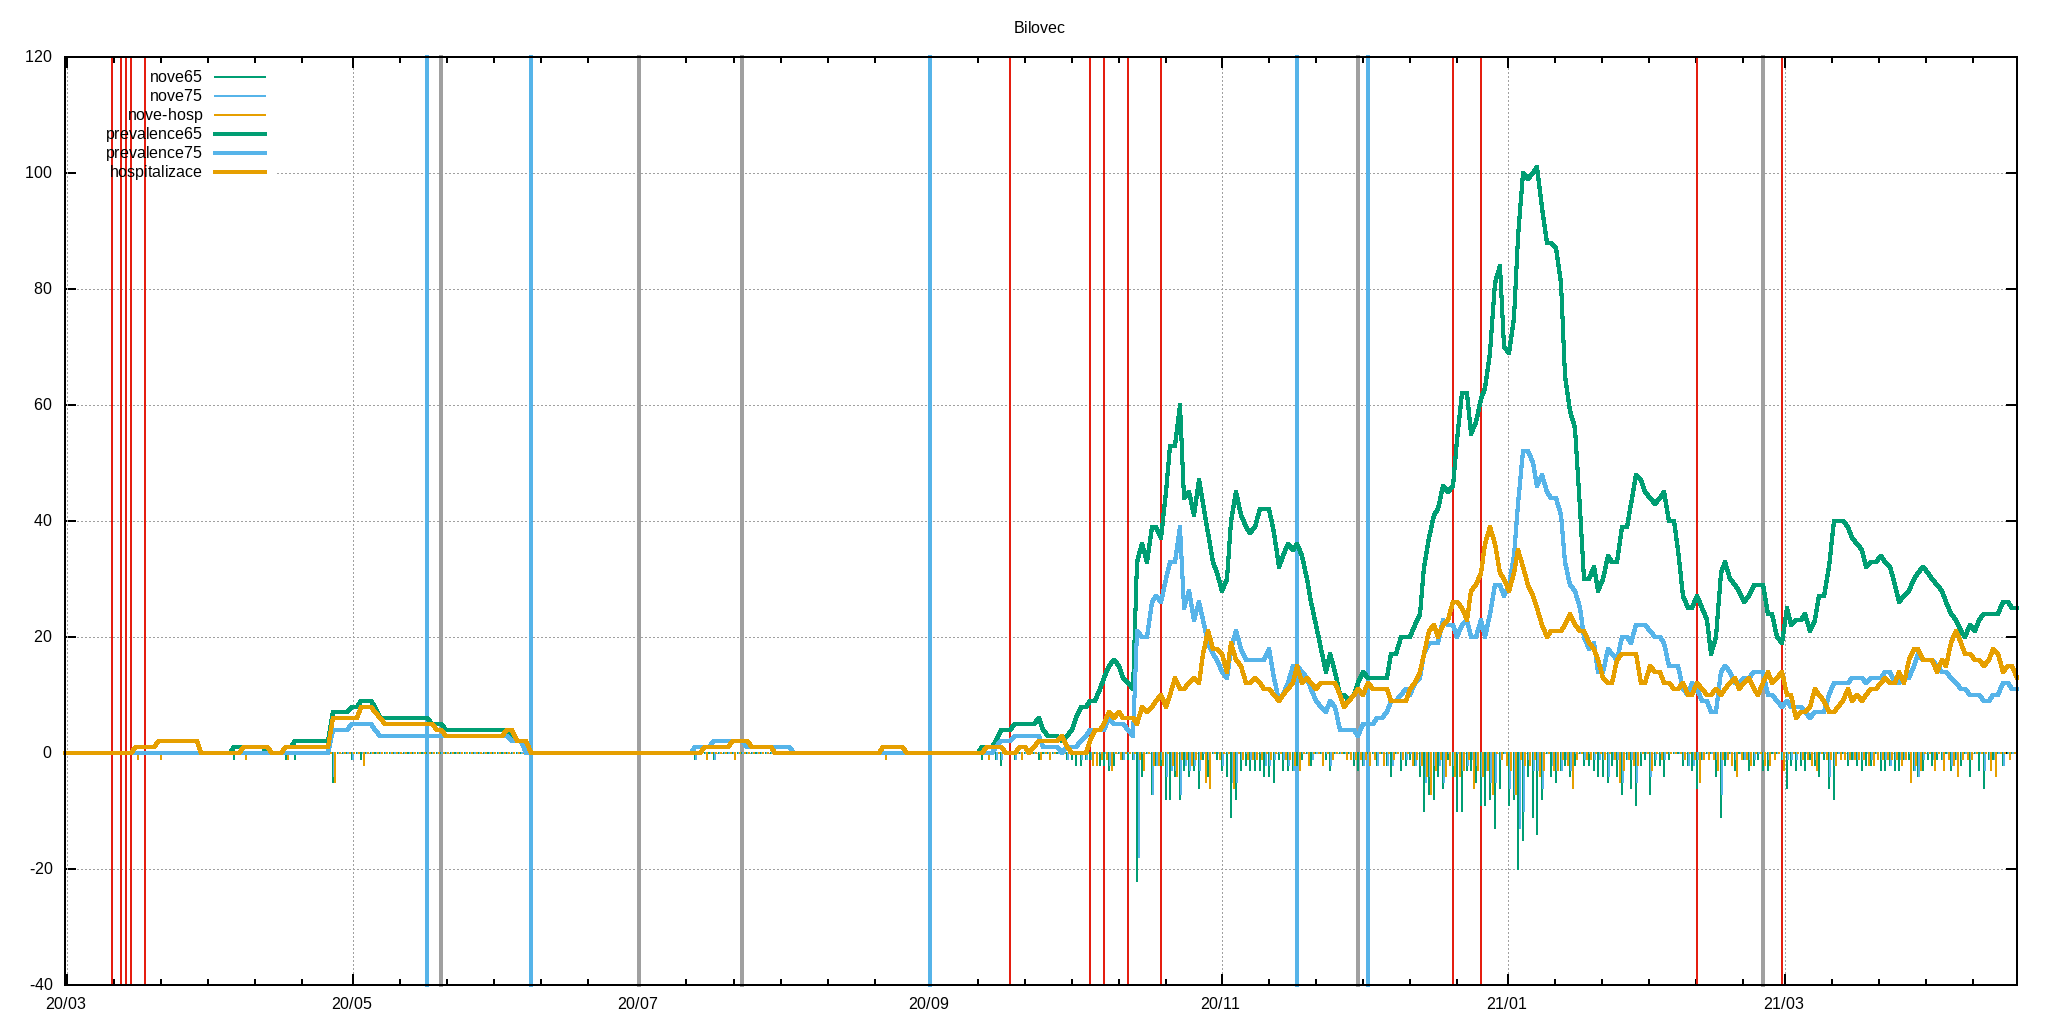 Bilovec
120
nove65
nove75
nove-hosp
prevalence65
prevalence75
hospitalizace
100
80
60
40
20
0
-20
-40
20/03 20/05 20/07 20/09 20/11 21/01 21/03